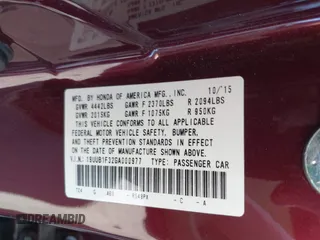 MFD. BY HONDA OF AMERICA MFG., INC. 10/15
GVWR 4442LBS GAWR F 2370LBS R 2094LBS
GVWR 2015KG GAWR F 1075KG R 950KG
THIS VEHICLE CONFORMS TO ALL APPLICABLE
FEDERAL MOTOR VEHICLE SAFETY, BUMPER,
AND THEFT PREVENTION STANDARDS IN EFFECT
ON THE DATE OF MANUFACTURE SHOWN ABOVE.
V.I.N.: 19UUB1F32GA002977 TYPE: PASSENGER CAR
C - A
DREAMBID